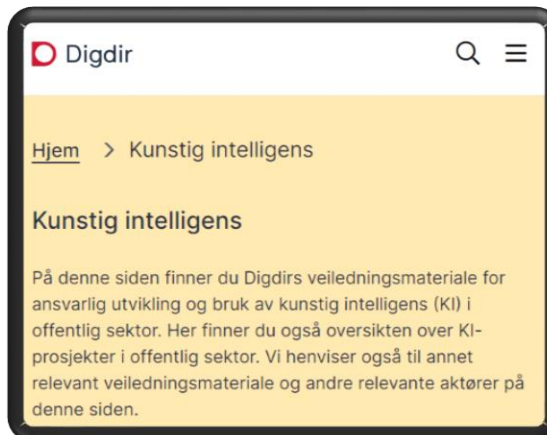 Digdir
Hjem > Kunstig intelligens
Kunstig intelligens
På denne siden finner du Digdirs veiledningsmateriale for
ansvarlig utvikling og bruk av kunstig intelligens (KI) i
offentlig sektor. Her finner du også oversikten over KI-
prosjekter i offentlig sektor. Vi henviser også til annet
relevant veiledningsmateriale og andre relevante aktører på
denne siden.